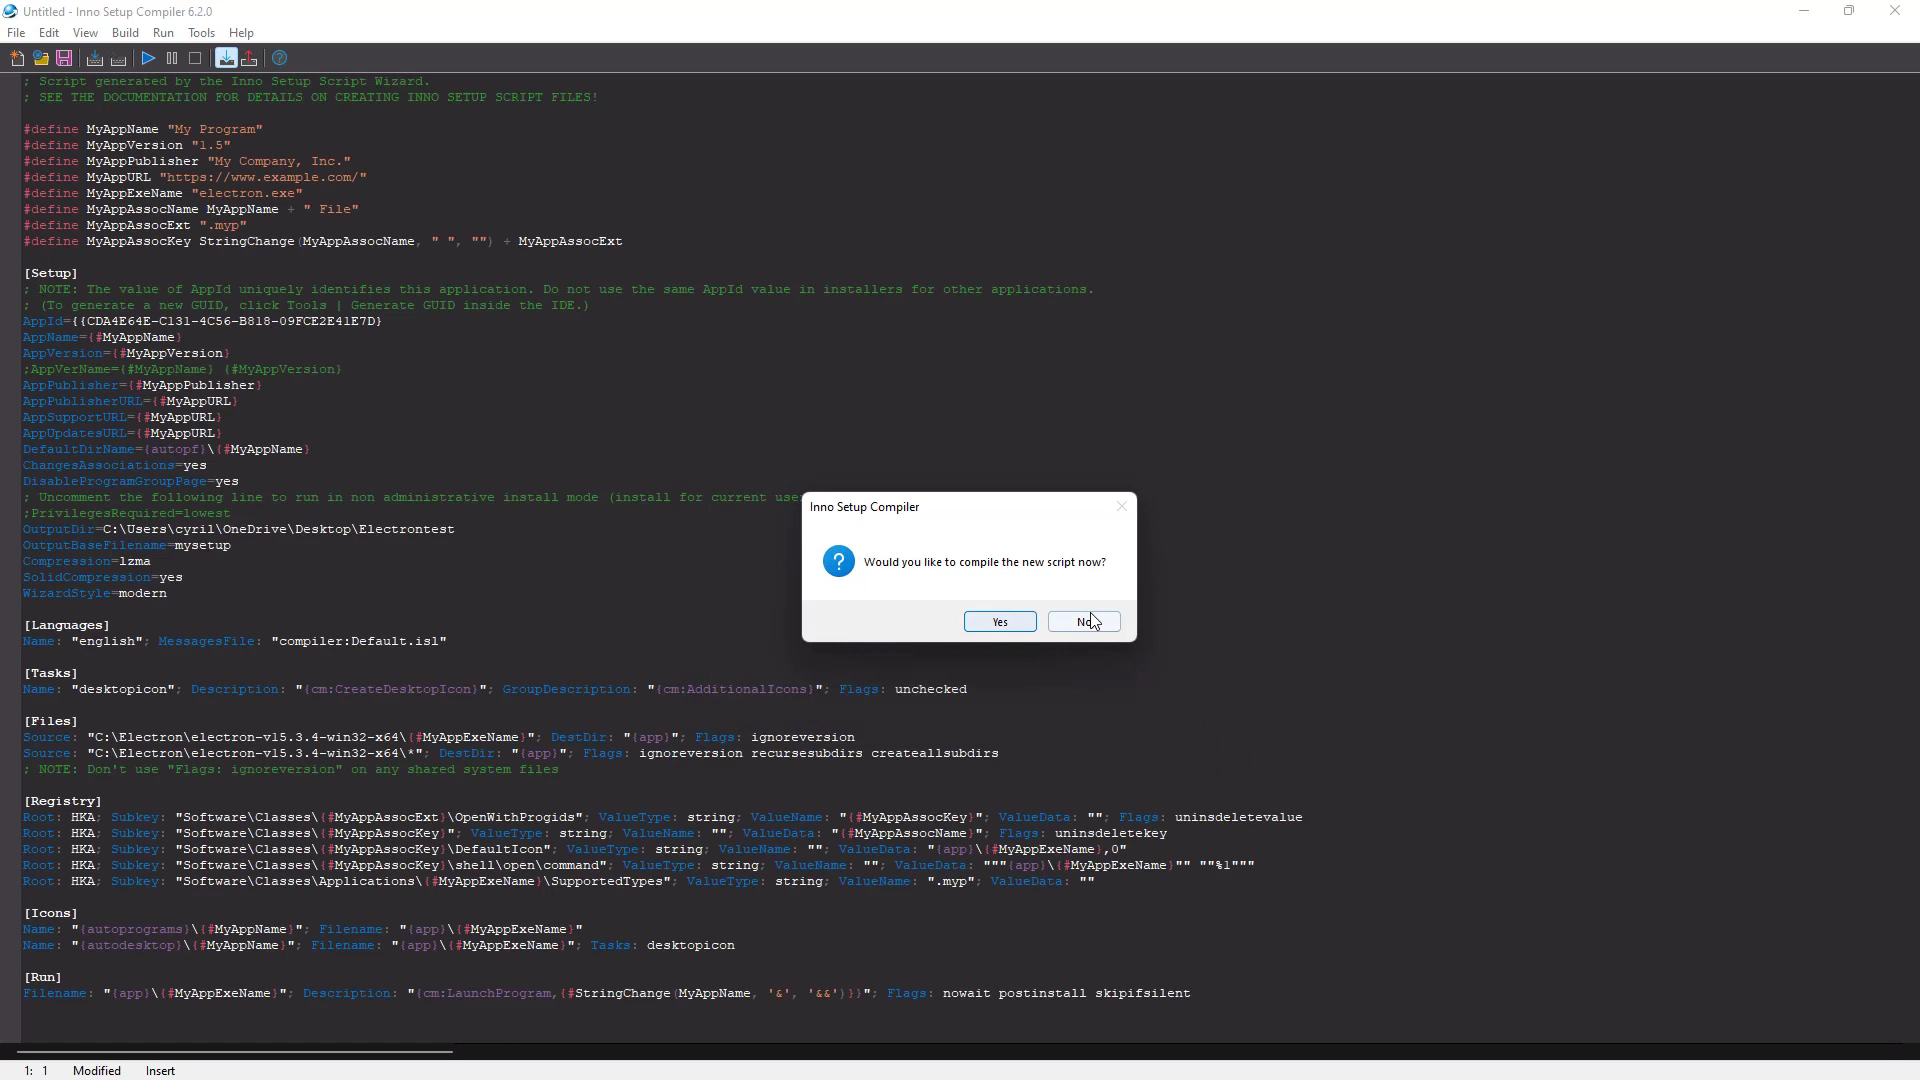 Untitled - Inno Setup Compiler 6.2.0
File Edit View Build Run Tools Help
; Script generated by the Inno Setup Script Wizard.
; SEE THE DOCUMENTATION FOR DETAILS ON CREATING INNO SETUP SCRIPT FILES!
#define MyAppName "My Program"
#define MyAppVersion "1.5"
#define MyAppPublisher "My Company, Inc."
#define MyAppURL "https://www.example.com/"
#define MyAppExeName "electron.exe"
#define MyAppAssocName MyAppName + " File"
#define MyAppAssocExt ".myp"
#define MyAppAssocKey StringChange(MyAppAssocName, " ", "") + MyAppAssocExt
[Setup]
; NOTE: The value of AppId uniquely identifies this application. Do not use the same AppId value in installers for other applications.
; (To generate a new GUID, click Tools | Generate GUID inside the IDE.)
AppId={{CDA4E64E-C131-4C56-B818-09FCE2E41E7D}
AppName={#MyAppName}
AppVersion={#MyAppVersion}
;AppVerName={#MyAppName} {#MyAppVersion}
AppPublisher={#MyAppPublisher}
AppPublisherURL={#MyAppURL}
AppSupportURL={#MyAppURL}
AppUpdatesURL={#MyAppURL}
DefaultDirName={autopf}\{#MyAppName}
ChangesAssociations=yes
DisableProgramGroupPage=yes
; Uncomment the following line to run in non administrative install mode (install for current use
;PrivilegesRequired=lowest
OutputDir=C:\Users\cyril\OneDrive\Desktop\Electrontest
OutputBaseFilename=mysetup
Compression=lzma
SolidCompression=yes
WizardStyle=modern
Inno Setup Compiler
Would you like to compile the new script now?
Yes No
[Languages]
Name: "english"; MessagesFile: "compiler:Default.isl"
[Tasks]
Name: "desktopicon"; Description: "{cm:CreateDesktopIcon}"; GroupDescription: "{cm:AdditionalIcons}"; Flags: unchecked
[Files]
Source: "C:\Electron\electron-v15.3.4-win32-x64\{#MyAppExeName}"; DestDir: "{app}"; Flags: ignoreversion
Source: "C:\Electron\electron-v15.3.4-win32-x64\*"; DestDir: "{app}"; Flags: ignoreversion recursesubdirs createallsubdirs
; NOTE: Don't use "Flags: ignoreversion" on any shared system files
[Registry]
Root: HKA; Subkey: "Software\Classes\{#MyAppAssocExt}\OpenWithProgids"; ValueType: string; ValueName: "{#MyAppAssocKey}"; ValueData: ""; Flags: uninsdeletevalue
Root: HKA; Subkey: "Software\Classes\{#MyAppAssocKey}"; ValueType: string; ValueName: ""; ValueData: "{#MyAppAssocName}"; Flags: uninsdeletekey
Root: HKA; Subkey: "Software\Classes\{#MyAppAssocKey}\DefaultIcon"; ValueType: string; ValueName: ""; ValueData: "{app}\{#MyAppExeName},0"
Root: HKA; Subkey: "Software\Classes\{#MyAppAssocKey}\shell\open\command"; ValueType: string; ValueName: ""; ValueData: """{app}\{#MyAppExeName}"" ""%1"""
Root: HKA; Subkey: "Software\Classes\Applications\{#MyAppExeName}\SupportedTypes"; ValueType: string; ValueName: ".myp"; ValueData: ""
[Icons]
Name: "{autoprograms}\{#MyAppName}"; Filename: "{app}\{#MyAppExeName}"
Name: "{autodesktop}\{#MyAppName}"; Filename: "{app}\{#MyAppExeName}"; Tasks: desktopicon
[Run]
Filename: "{app}\{#MyAppExeName}"; Description: "{cm:LaunchProgram,{#StringChange(MyAppName, '&', '&&')}}"; Flags: nowait postinstall skipifsilent
1: 1 Modified Insert